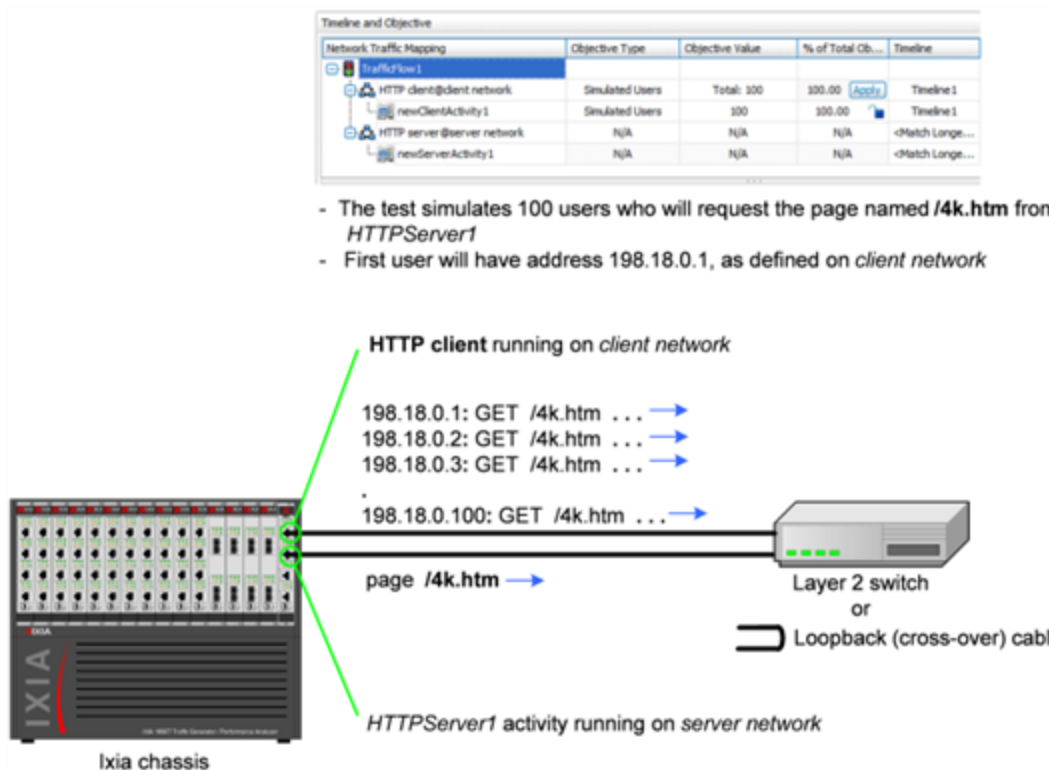 Timeline and Objective
Network Traffic Mapping Objective Type Objective Value % of Total Ob... Timeline
TrafficFlow1
HTTP client@client network Simulated Users Total: 100 100.00 Apply Timeline1
newClientActivity1 Simulated Users 100 100.00 Timeline1
HTTP server@server network N/A N/A N/A <Match Longe...
newServerActivity1 N/A N/A N/A <Match Longe...
- The test simulates 100 users who will request the page named /4k.htm from
HTTPServer1
- First user will have address 198.18.0.1, as defined on client network
HTTP client running on client network
198.18.0.1: GET /4k.htm . . .
198.18.0.2: GET /4k.htm . . .
198.18.0.3: GET /4k.htm . . .
.
198.18.0.100: GET /4k.htm . . .
page /4k.htm
Layer 2 switch
or
Loopback (cross-over) cabl
IXIA
IXIA
HTTPServer1 activity running on server network
Ixia chassis